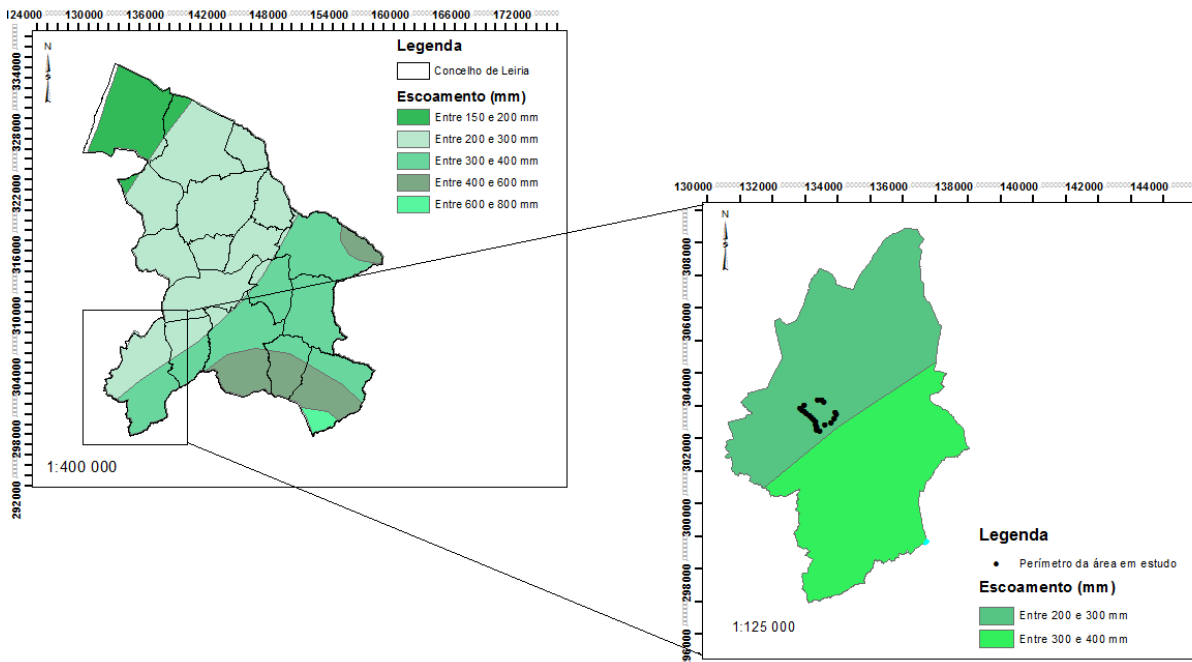 124000 130000 136000 142000 148000 154000 160000 166000 172000
334000
328000
322000
316000
310000
304000
298000
292000
N
S
Legenda
Concelho de Leiria
Escoamento (mm)
Entre 150 e 200 mm
Entre 200 e 300 mm
Entre 300 e 400 mm
Entre 400 e 600 mm
Entre 600 e 800 mm
1:400 000
130000 132000 134000 136000 138000 140000 142000 144000
308000
306000
304000
302000
300000
298000
296000
N
S
Legenda
Perímetro da área em estudo
Escoamento (mm)
Entre 200 e 300 mm
Entre 300 e 400 mm
1:125 000